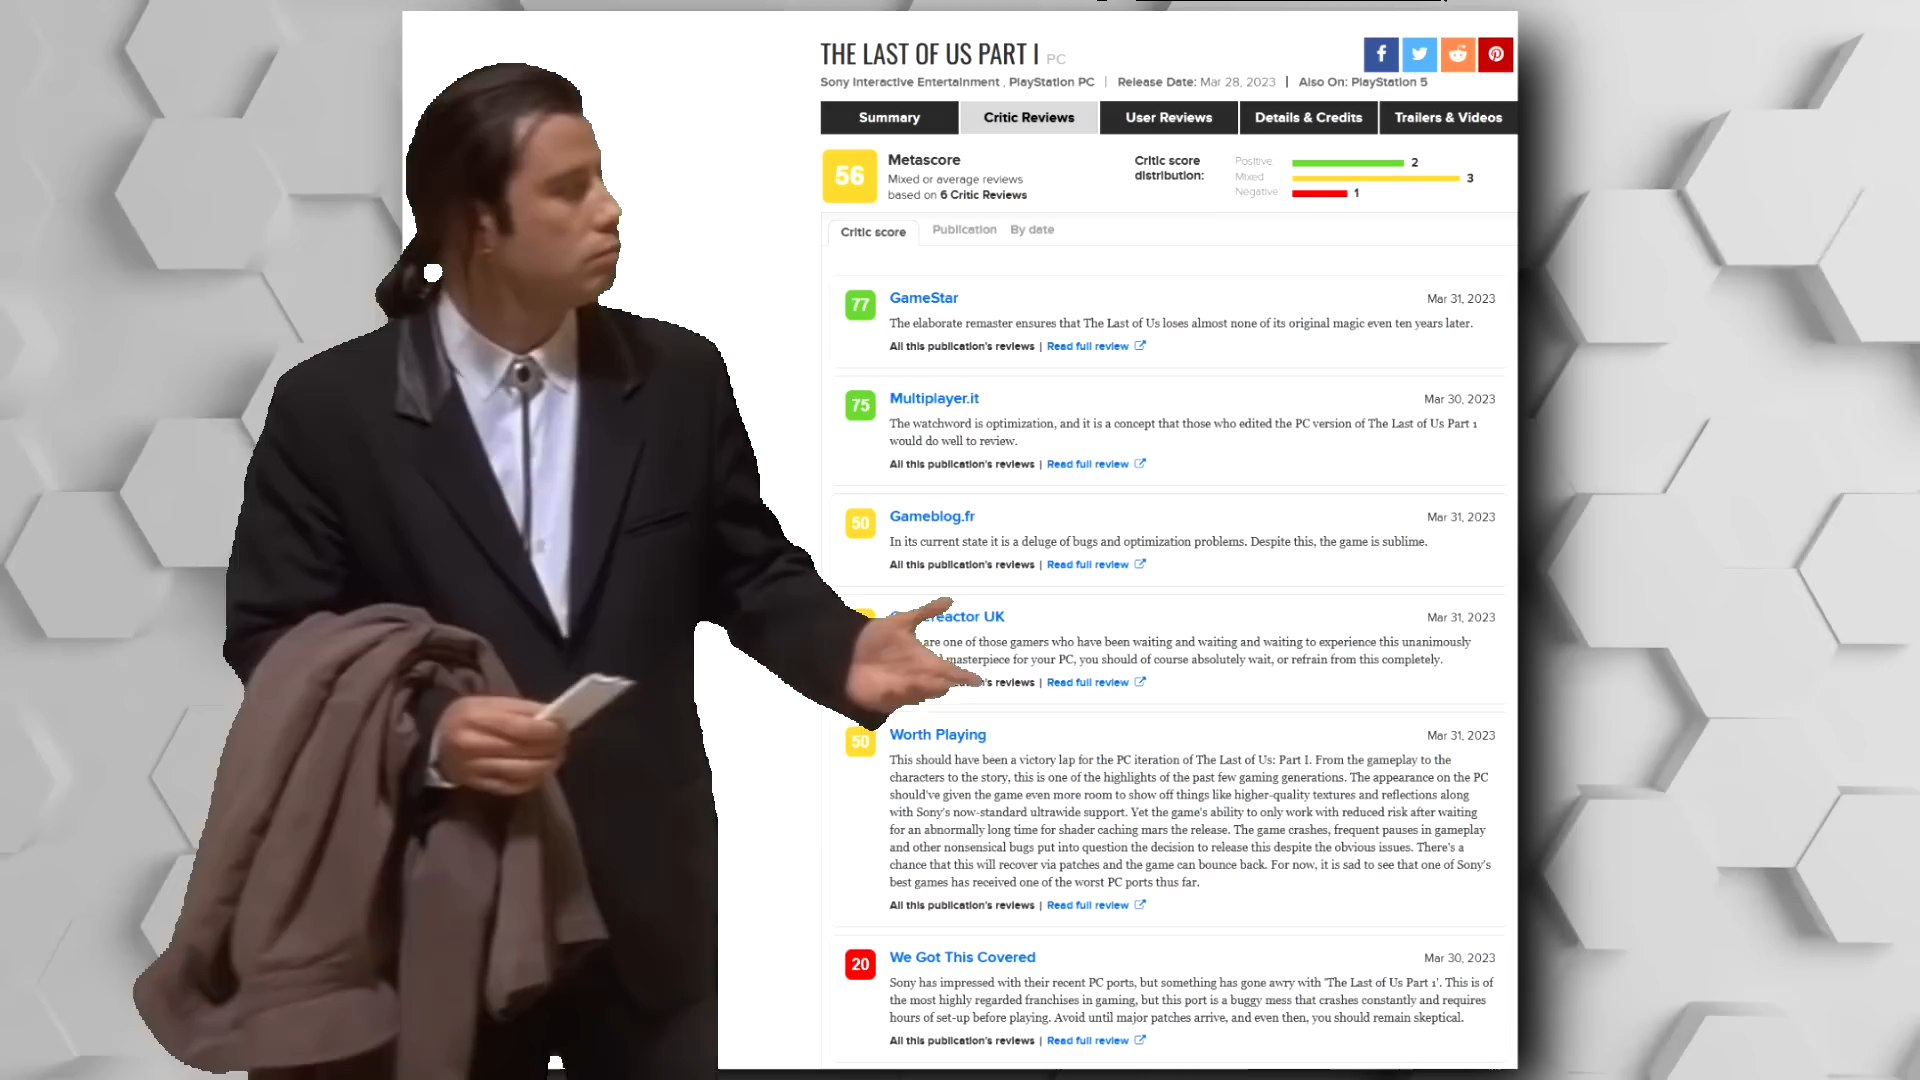 THE LAST OF US PART I PC
Sony Interactive Entertainment , PlayStation PC | Release Date: Mar 28, 2023 | Also On: PlayStation 5
Summary Critic Reviews User Reviews Details & Credits Trailers & Videos
56
Metascore
Mixed or average reviews
based on 6 Critic Reviews
Critic score
distribution:
Positive: 2
Mixed: 3
Negative: 1
Critic score Publication By date
77 GameStar Mar 31, 2023
The elaborate remaster ensures that The Last of Us loses almost none of its original magic even ten years later.
All this publication's reviews | Read full review
75 Multiplayer.it Mar 30, 2023
The watchword is optimization, and it is a concept that those who edited the PC version of The Last of Us Part 1
would do well to review.
All this publication's reviews | Read full review
50 Gameblog.fr Mar 31, 2023
In its current state it is a deluge of bugs and optimization problems. Despite this, the game is sublime.
All this publication's reviews | Read full review
reactor UK Mar 31, 2023
are one of those gamers who have been waiting and waiting and waiting to experience this unanimously
masterpiece for your PC, you should of course absolutely wait, or refrain from this completely.
's reviews | Read full review
50 Worth Playing Mar 31, 2023
This should have been a victory lap for the PC iteration of The Last of Us: Part I. From the gameplay to the
characters to the story, this is one of the highlights of the past few gaming generations. The appearance on the PC
should've given the game even more room to show off things like higher-quality textures and reflections along
with Sony's now-standard ultrawide support. Yet the game's ability to only work with reduced risk after waiting
for an abnormally long time for shader caching mars the release. The game crashes, frequent pauses in gameplay
and other nonsensical bugs put into question the decision to release this despite the obvious issues. There's a
chance that this will recover via patches and the game can bounce back. For now, it is sad to see that one of Sony's
best games has received one of the worst PC ports thus far.
All this publication's reviews | Read full review
20 We Got This Covered Mar 30, 2023
Sony has impressed with their recent PC ports, but something has gone awry with 'The Last of Us Part 1'. This is of
the most highly regarded franchises in gaming, but this port is a buggy mess that crashes constantly and requires
hours of set-up before playing. Avoid until major patches arrive, and even then, you should remain skeptical.
All this publication's reviews | Read full review